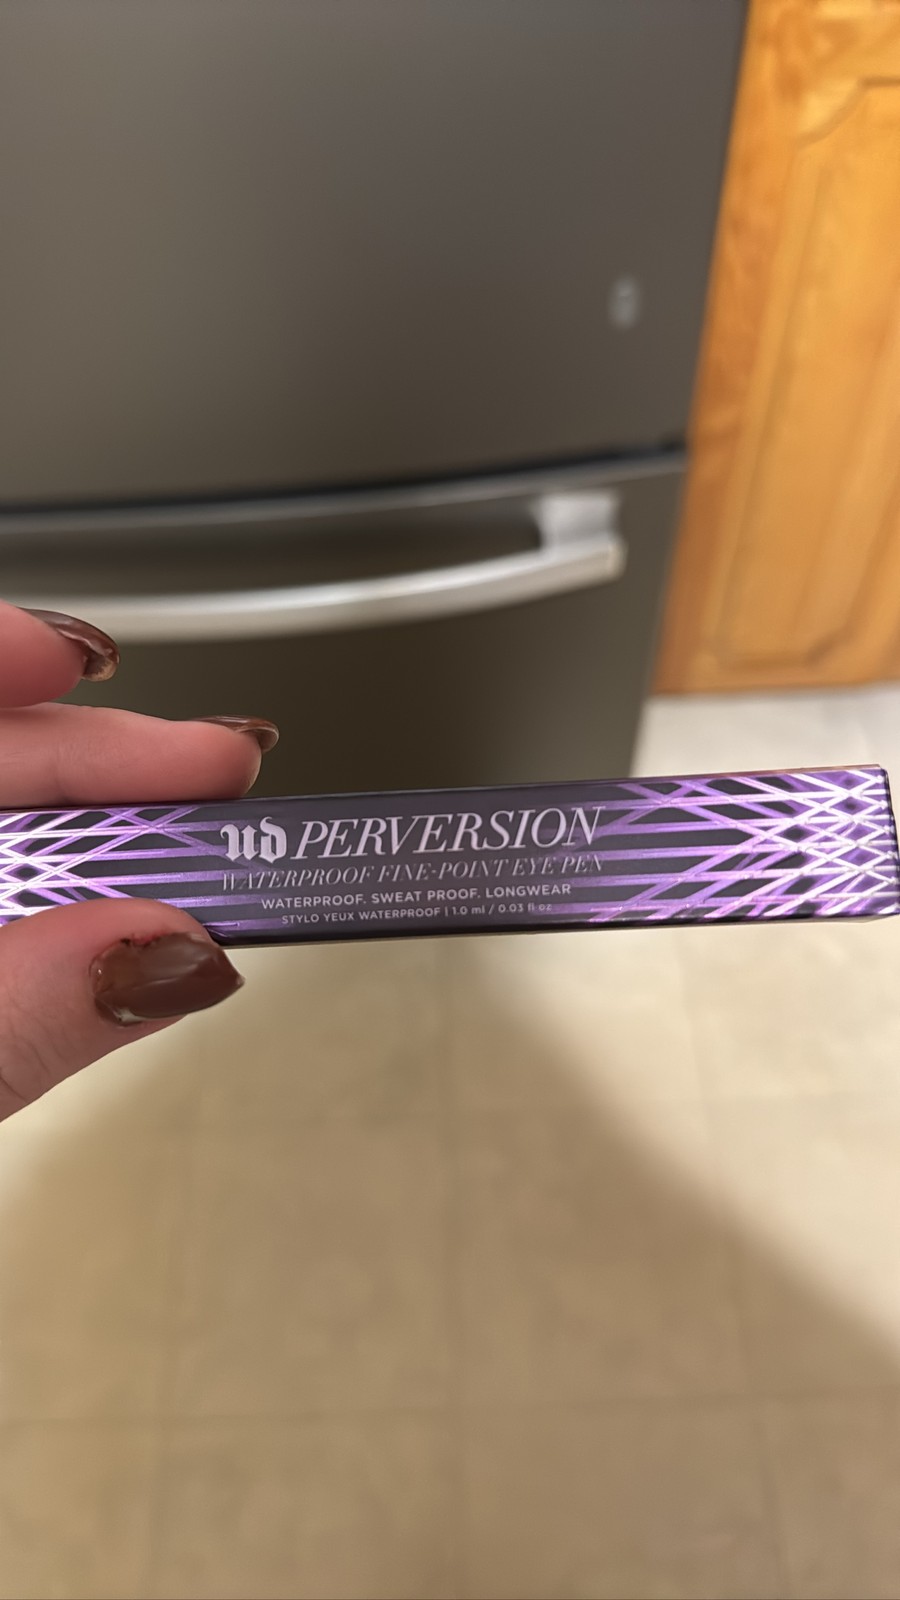 ud PERVERSION
WATERPROOF FINE-POINT EYE PEN
WATERPROOF. SWEAT PROOF. LONGWEAR
STYLO YEUX WATERPROOF | 1.0 ml / 0.03 fl oz